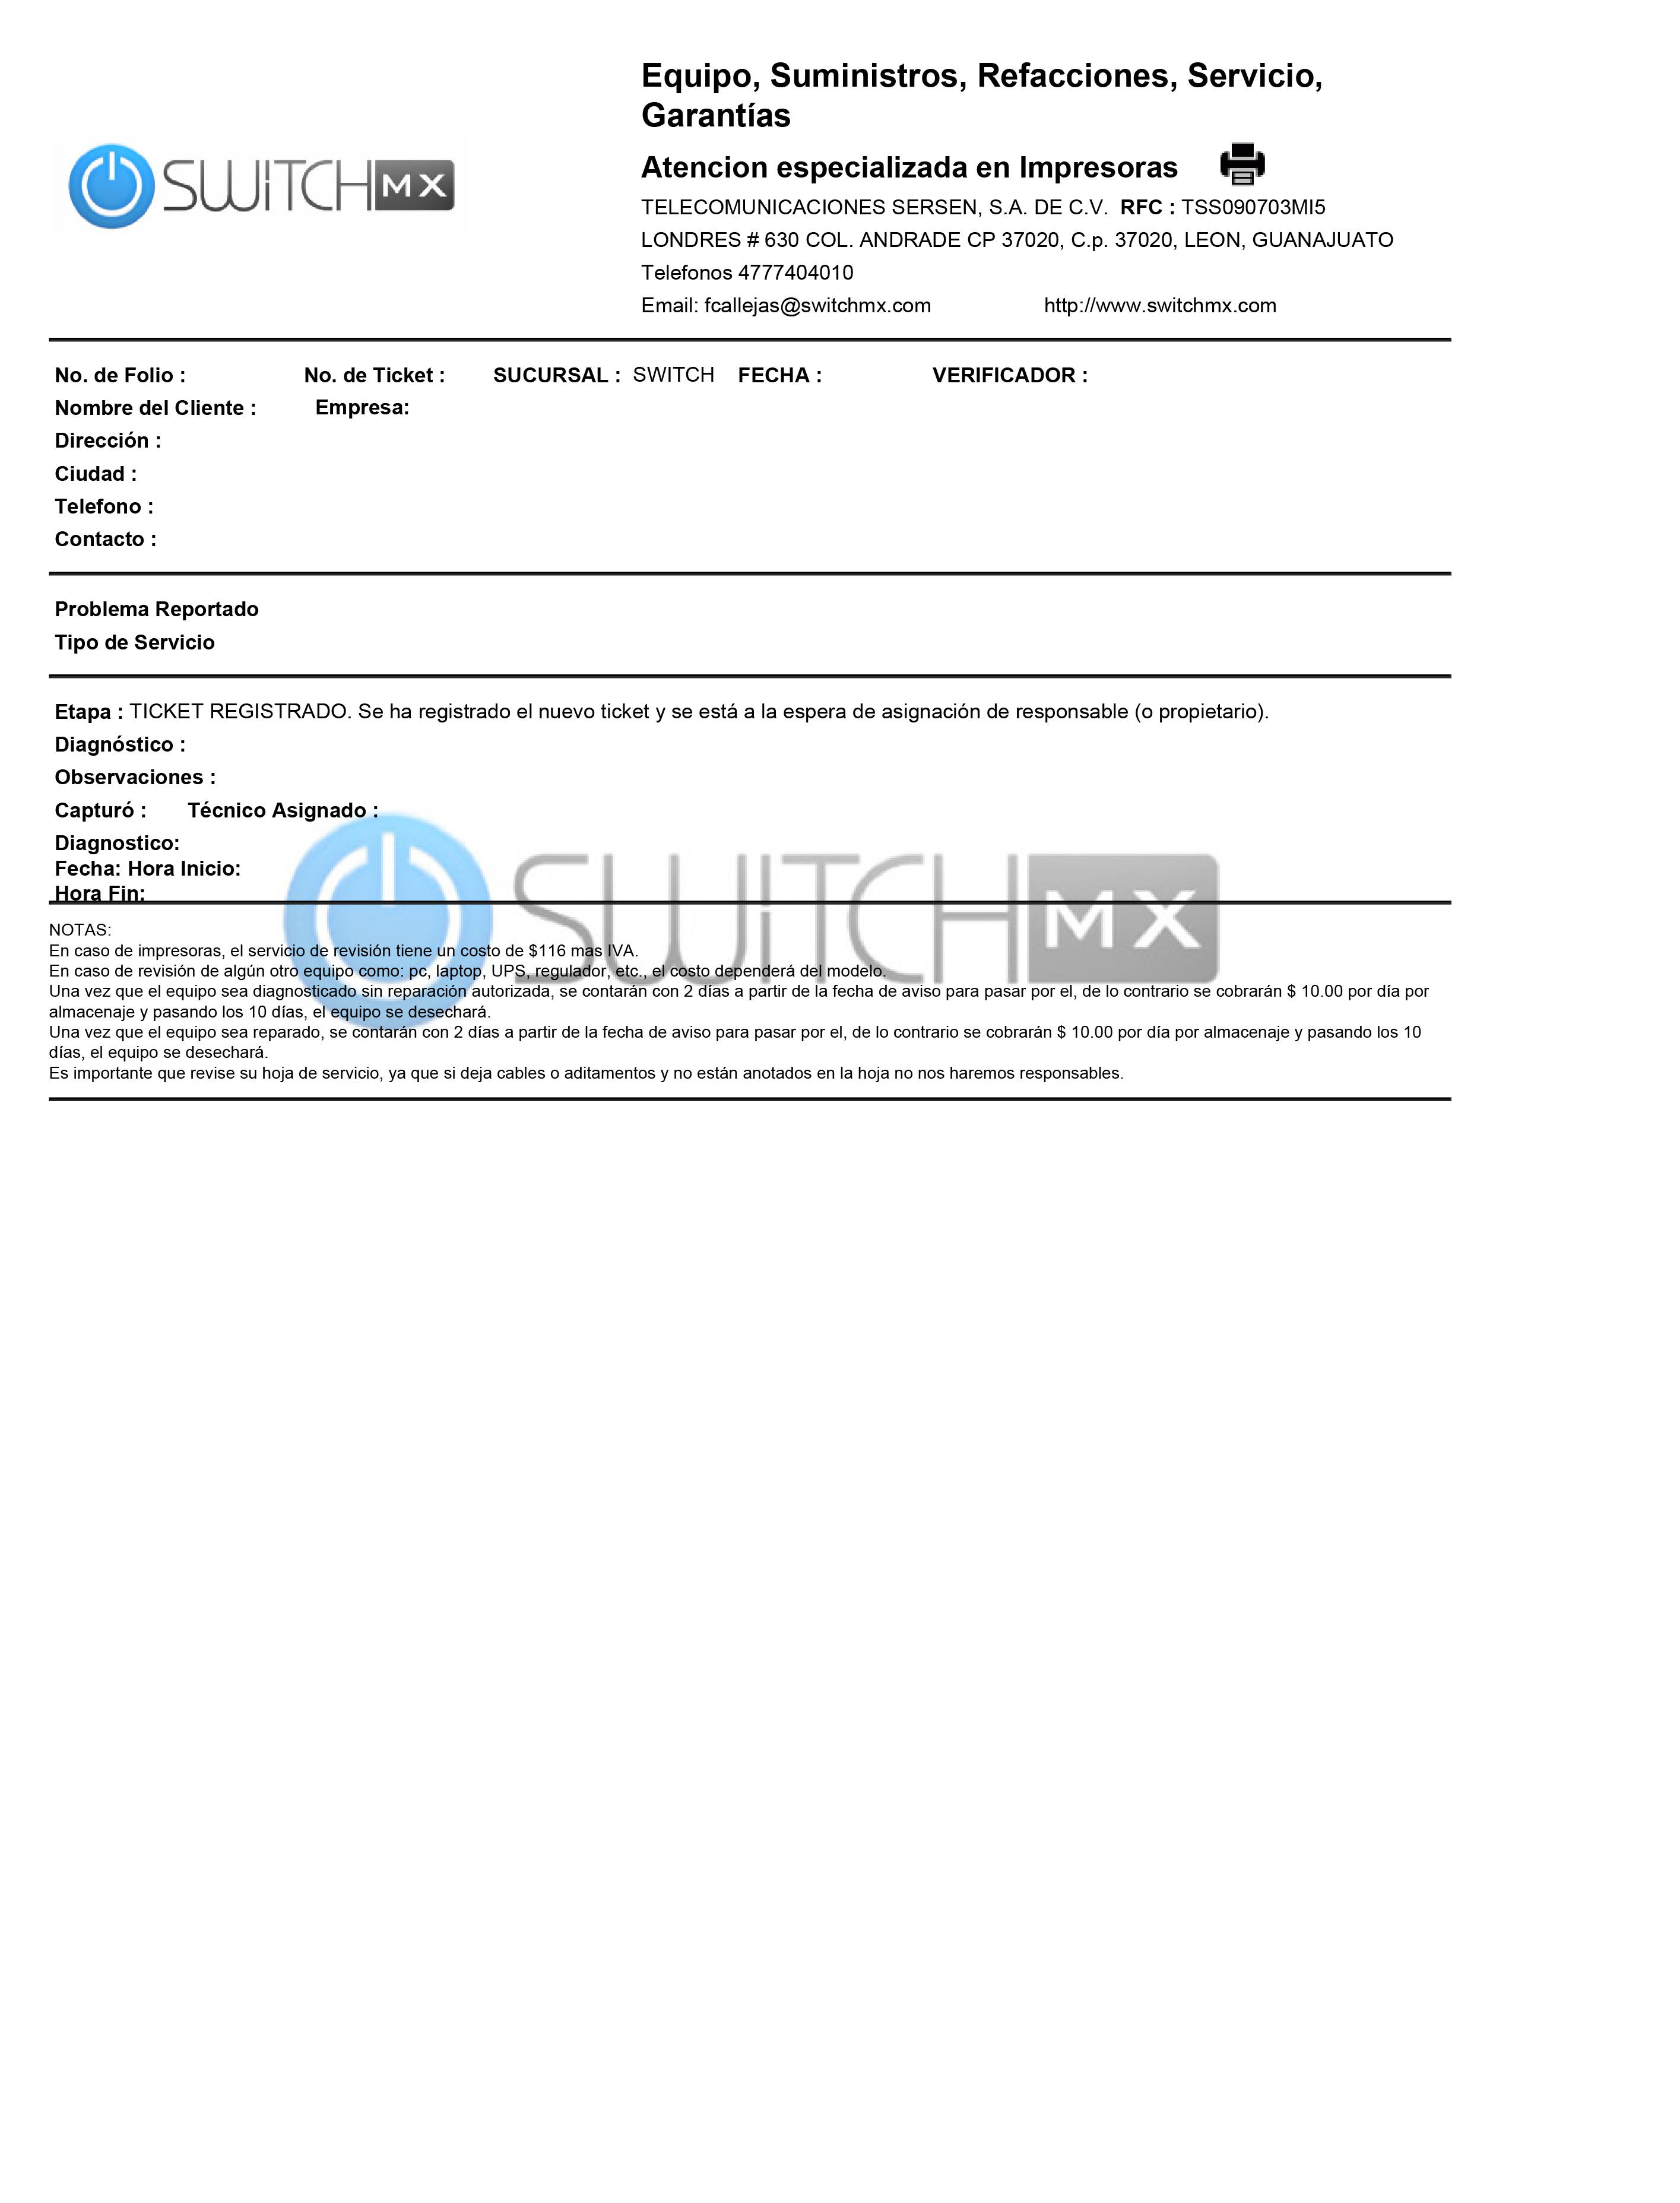 Equipo, Suministros, Refacciones, Servicio,
Garantías
SWiTCH MX
Atencion especializada en Impresoras
TELECOMUNICACIONES SERSEN, S.A. DE C.V. RFC : TSS090703MI5
LONDRES # 630 COL. ANDRADE CP 37020, C.p. 37020, LEON, GUANAJUATO
Telefonos 4777404010
Email: fcallejas@switchmx.com http://www.switchmx.com
No. de Folio : No. de Ticket : SUCURSAL : SWITCH FECHA : VERIFICADOR :
Nombre del Cliente : Empresa:
Dirección :
Ciudad :
Telefono :
Contacto :
Problema Reportado
Tipo de Servicio
Etapa : TICKET REGISTRADO. Se ha registrado el nuevo ticket y se está a la espera de asignación de responsable (o propietario).
Diagnóstico :
Observaciones :
Capturó : Técnico Asignado :
Diagnostico:
Fecha: Hora Inicio:
Hora Fin:
SWiTCH MX
NOTAS:
En caso de impresoras, el servicio de revisión tiene un costo de $116 mas IVA.
En caso de revisión de algún otro equipo como: pc, laptop, UPS, regulador, etc., el costo dependerá del modelo.
Una vez que el equipo sea diagnosticado sin reparación autorizada, se contarán con 2 días a partir de la fecha de aviso para pasar por el, de lo contrario se cobrarán $ 10.00 por día por
almacenaje y pasando los 10 días, el equipo se desechará.
Una vez que el equipo sea reparado, se contarán con 2 días a partir de la fecha de aviso para pasar por el, de lo contrario se cobrarán $ 10.00 por día por almacenaje y pasando los 10
días, el equipo se desechará.
Es importante que revise su hoja de servicio, ya que si deja cables o aditamentos y no están anotados en la hoja no nos haremos responsables.